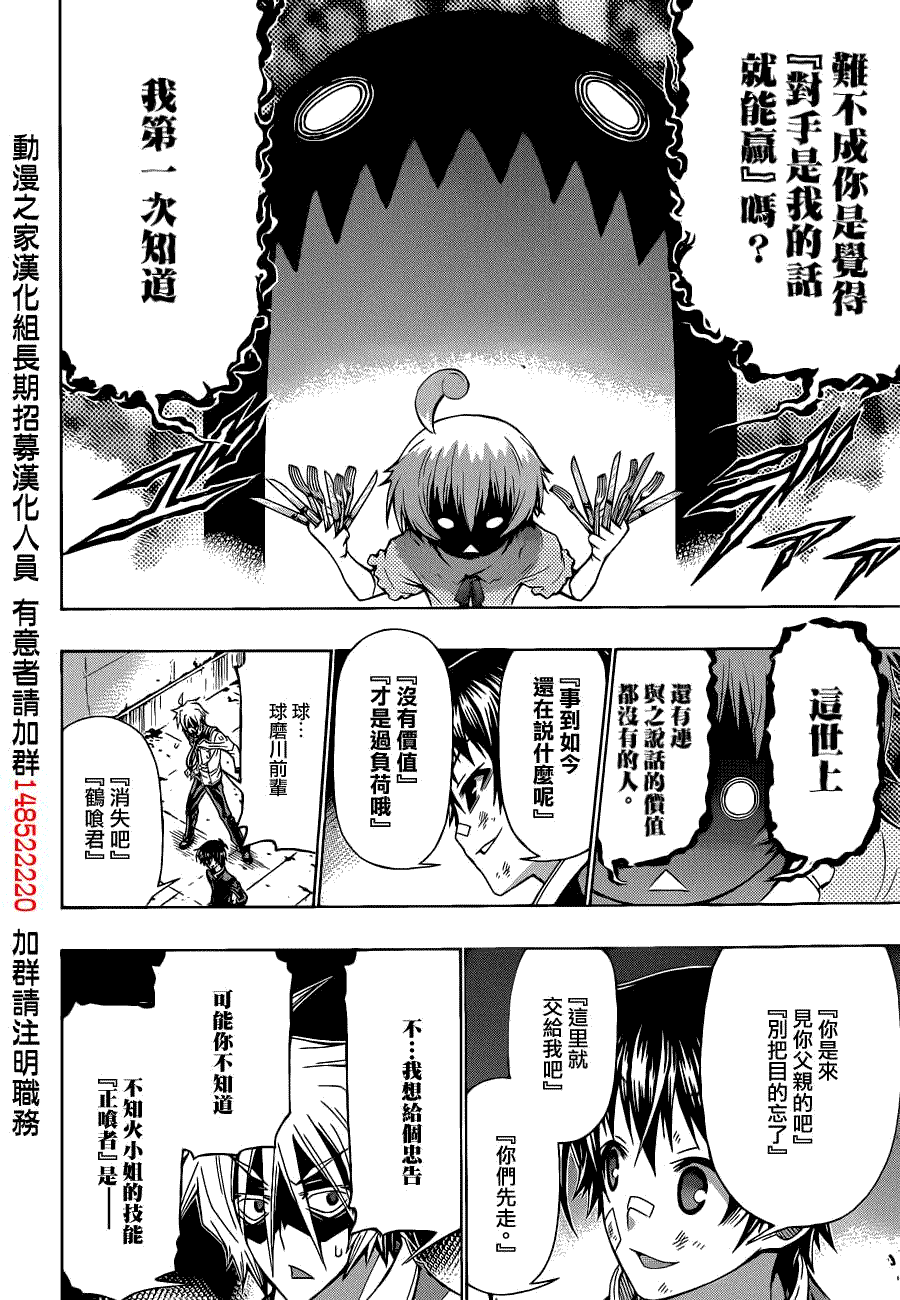 難不成你是覺得
『對手是我的話
就能贏』嗎？
我第一次知道
這世上
還有連
與之說話的價值
都沒有的人。
『事到如今
還在說什麼呢』
『沒有價值』
『才是過負荷哦』
球…
球磨川前輩
『消失吧』
『鶴喰君』
『你是來
見你父親的吧』
『別把目的忘了』
『這里就
交給我吧』
『你們先走。』
不…我想給個忠告
可能你不知道
不知火小姐的技能
『正喰者』是——
動漫之家漢化組長期招募漢化人員 有意者請加群148522220 加群請注明職務